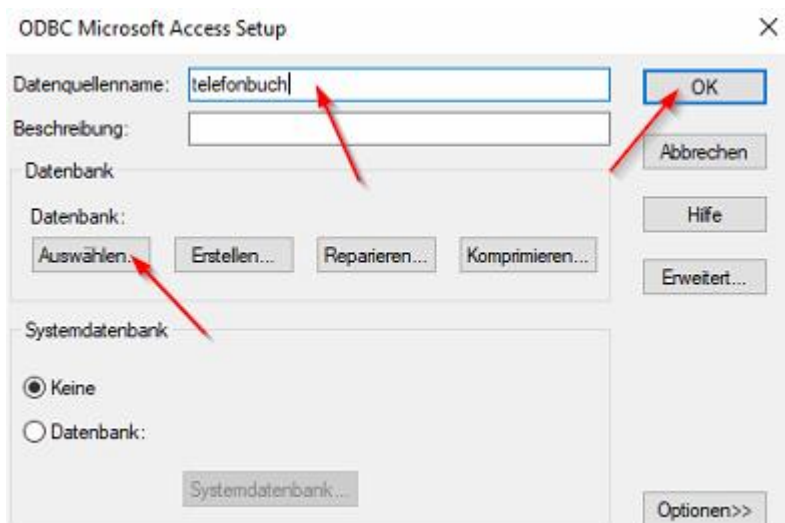 ODBC Microsoft Access Setup
Datenquellenname: telefonbuch OK
Beschreibung:
Abbrechen
Datenbank
Datenbank:
Hilfe
Auswählen... Erstellen... Reparieren... Komprimieren...
Erweitert...
Systemdatenbank
Keine
Datenbank:
Systemdatenbank...
Optionen>>